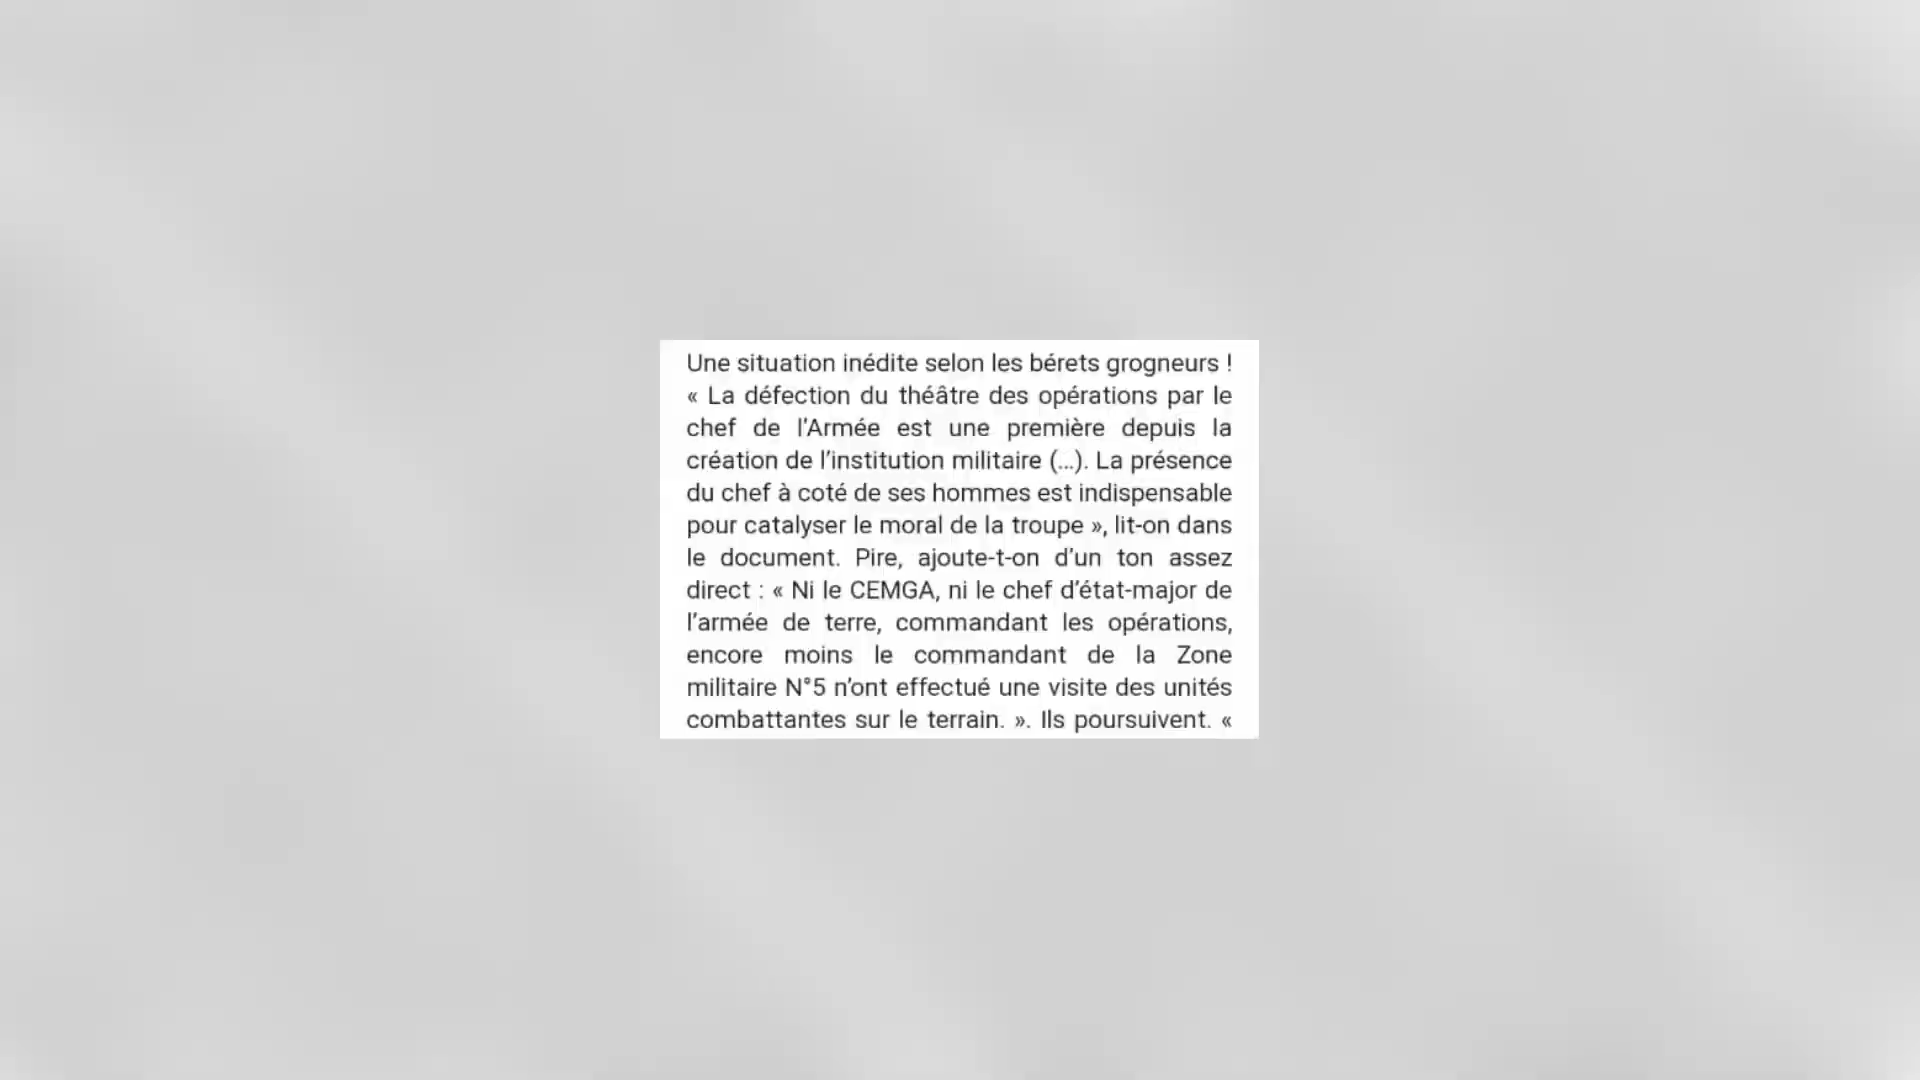 Une situation inédite selon les bérets grogneurs !
« La défection du théâtre des opérations par le
chef de l'Armée est une première depuis la
création de l'institution militaire (...). La présence
du chef à coté de ses hommes est indispensable
pour catalyser le moral de la troupe », lit-on dans
le document. Pire, ajoute-t-on d'un ton assez
direct : « Ni le CEMGA, ni le chef d'état-major de
l'armée de terre, commandant les opérations,
encore moins le commandant de la Zone
militaire N°5 n'ont effectué une visite des unités
combattantes sur le terrain. ». Ils poursuivent. «